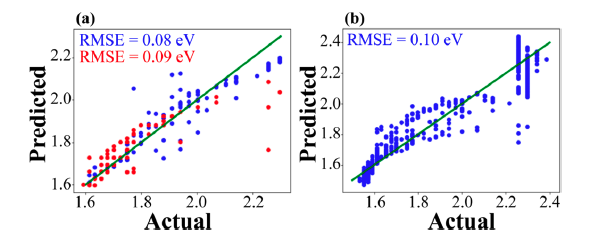 (a)
RMSE = 0.08 eV
RMSE = 0.09 eV
2.2
2.0
1.8
1.6
Predicted
1.6 1.8 2.0 2.2
Actual
(b)
RMSE = 0.10 eV
2.4
2.2
2.0
1.8
1.6
Predicted
1.6 1.8 2.0 2.2 2.4
Actual